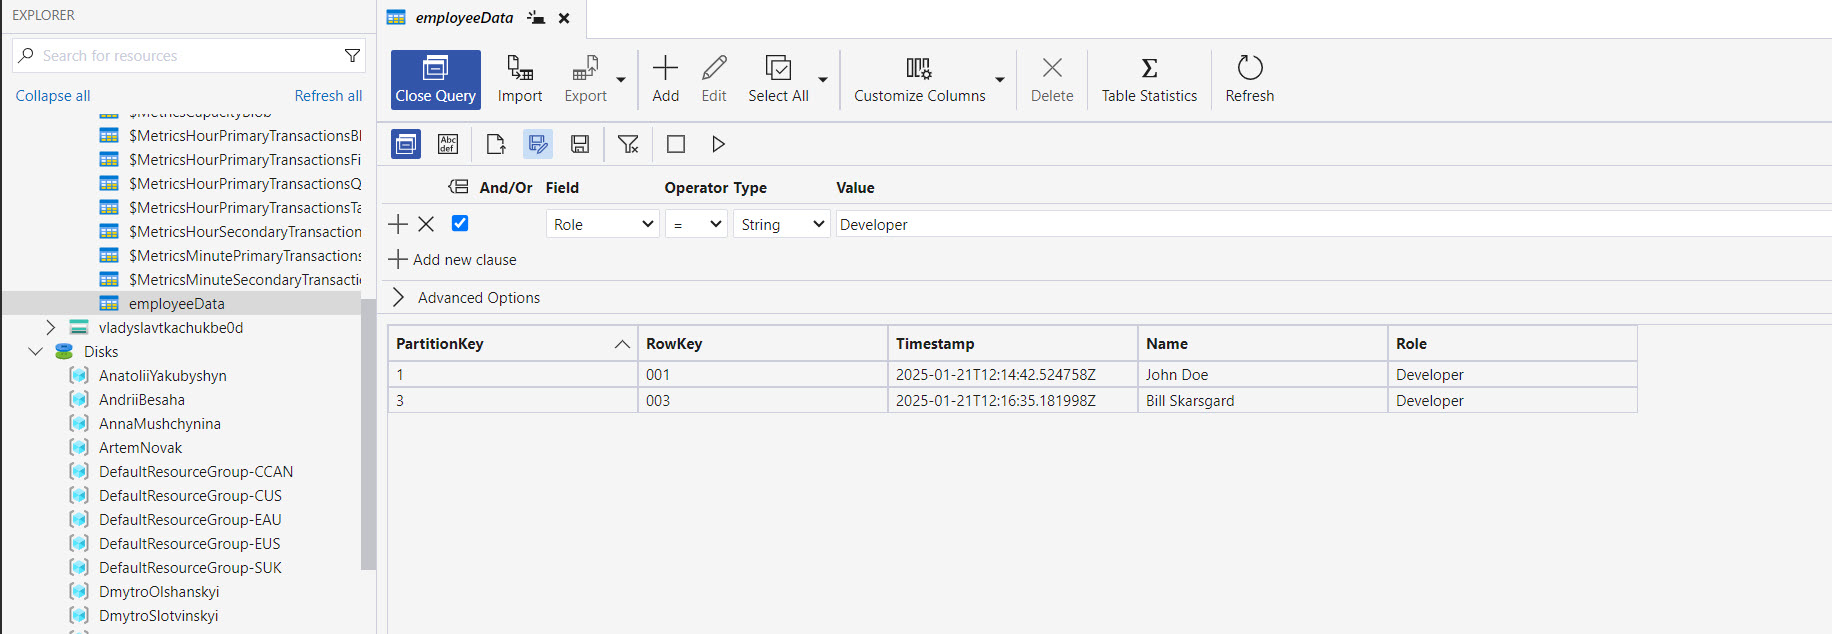 EXPLORER
Search for resources
Collapse all Refresh all
$MetricsCapacityBlob
$MetricsHourPrimaryTransactionsBl
$MetricsHourPrimaryTransactionsFi
$MetricsHourPrimaryTransactionsQ
$MetricsHourPrimaryTransactionsTa
$MetricsHourSecondaryTransaction
$MetricsMinutePrimaryTransactions
$MetricsMinuteSecondaryTransacti
employeeData
vladyslavtkachukbe0d
Disks
AnatoliiYakubyshyn
AndriiBesaha
AnnaMushchynina
ArtemNovak
DefaultResourceGroup-CCAN
DefaultResourceGroup-CUS
DefaultResourceGroup-EAU
DefaultResourceGroup-EUS
DefaultResourceGroup-SUK
DmytroOlshanskyi
DmytroSlotvinskyi
employeeData
Close Query Import Export Add Edit Select All Customize Columns Delete Table Statistics Refresh
Abc
def
And/Or Field Operator Type Value
Role = String Developer
Add new clause
Advanced Options
PartitionKey RowKey Timestamp Name Role
1 001 2025-01-21T12:14:42.524758Z John Doe Developer
3 003 2025-01-21T12:16:35.181998Z Bill Skarsgard Developer